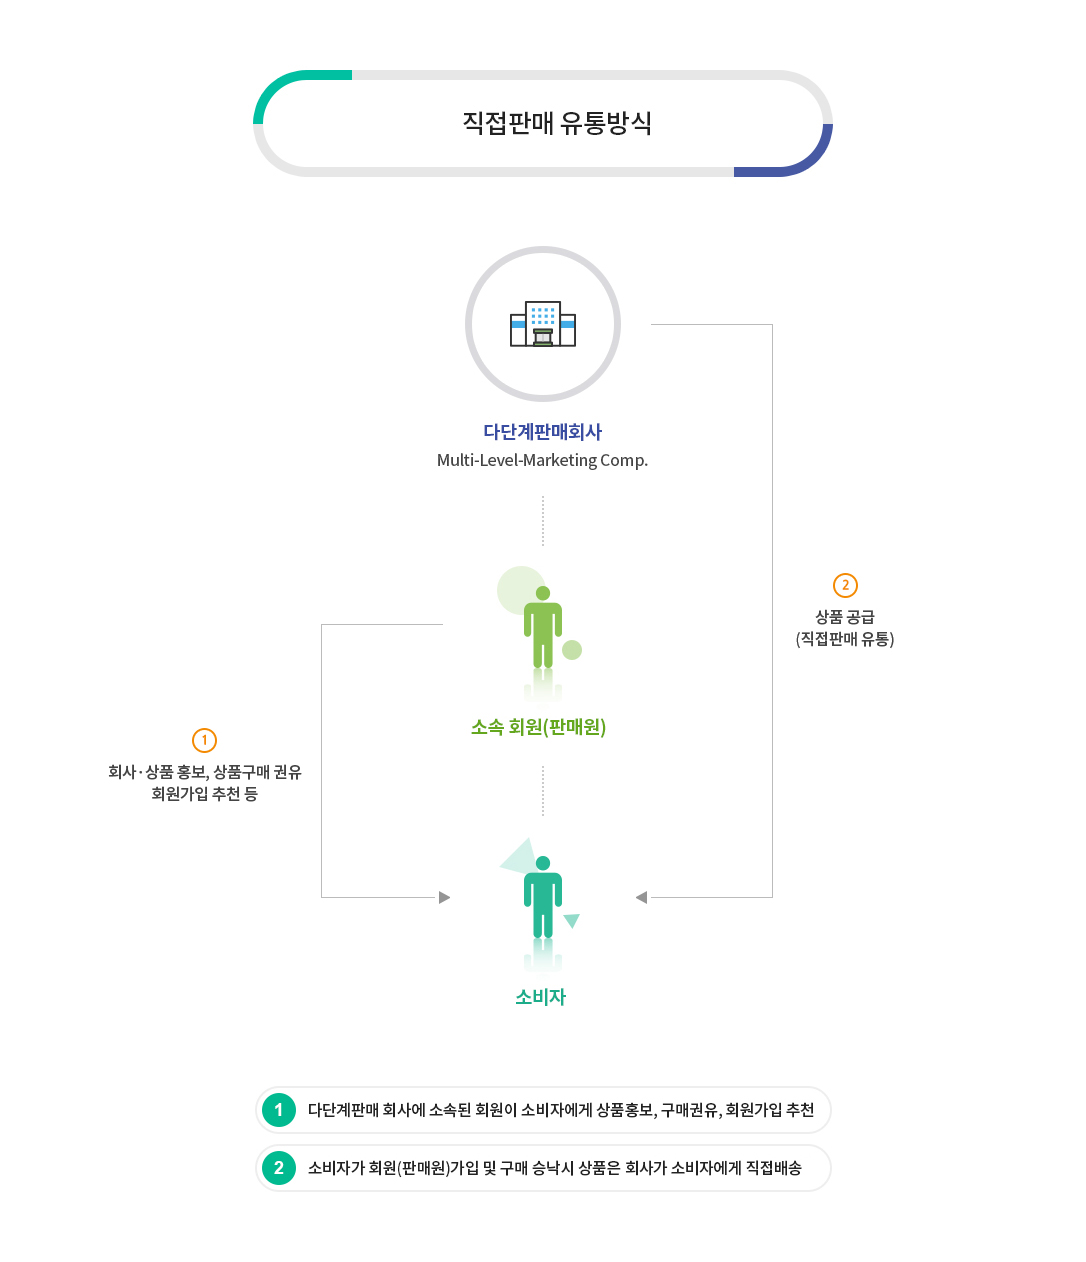 직접판매 유통방식
다단계판매회사
Multi-Level-Marketing Comp.
2
상품 공급
(직접판매 유통)
소속 회원(판매원)
1
회사·상품 홍보, 상품구매 권유
회원가입 추천 등
소비자
1 다단계판매 회사에 소속된 회원이 소비자에게 상품홍보, 구매권유, 회원가입 추천
2 소비자가 회원(판매원)가입 및 구매 승낙시 상품은 회사가 소비자에게 직접배송